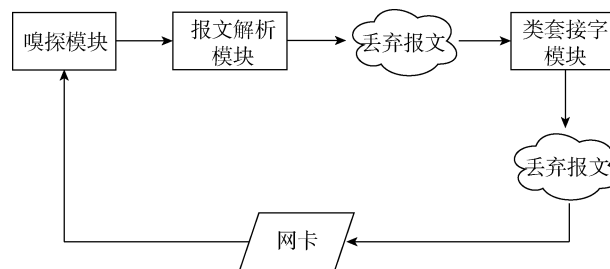 嗅探模块
报文解析
模块
丢弃报文
类套接字
模块
丢弃报文
网卡